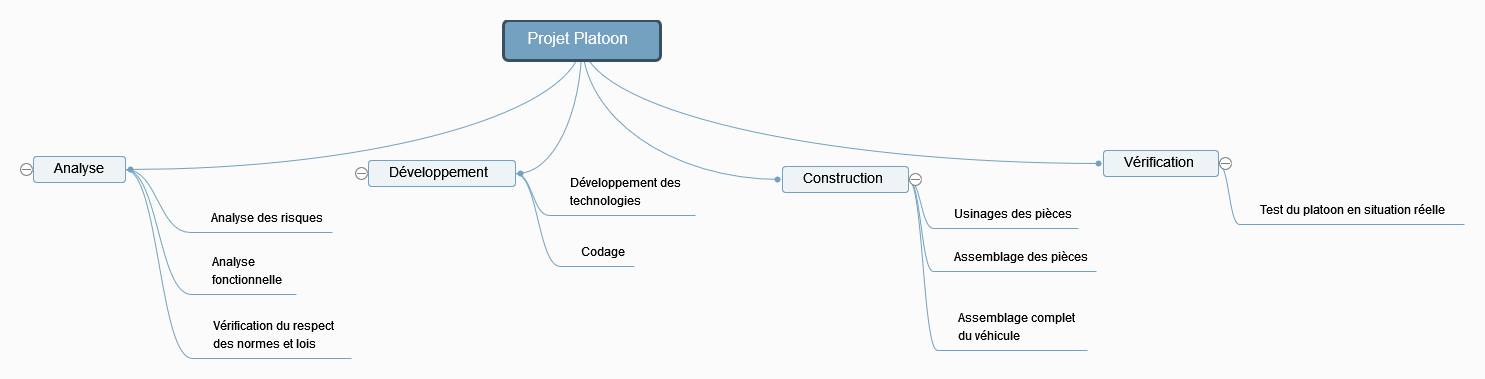 Projet Platoon
Analyse
Analyse des risques
Analyse
fonctionnelle
Vérification du respect
des normes et lois
Développement
Développement des
technologies
Codage
Construction
Usinages des pièces
Assemblage des pièces
Assemblage complet
du véhicule
Vérification
Test du platoon en situation réelle